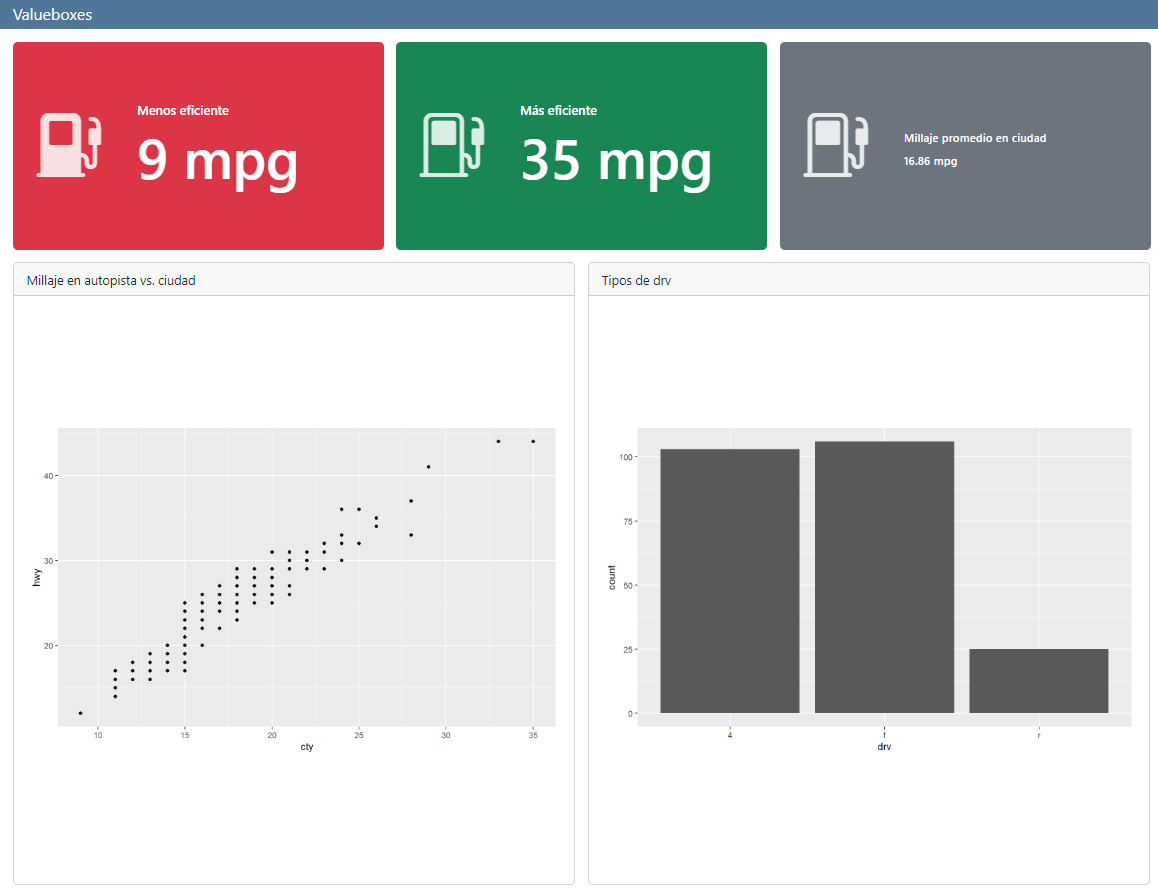 Valueboxes
Menos eficiente
9 mpg
Más eficiente
35 mpg
Millaje promedio en ciudad
16.86 mpg
Millaje en autopista vs. ciudad
40
30
20
hwy
10 15 20 25 30 35
cty
Tipos de drv
100
75
50
25
0
count
4 f r
drv